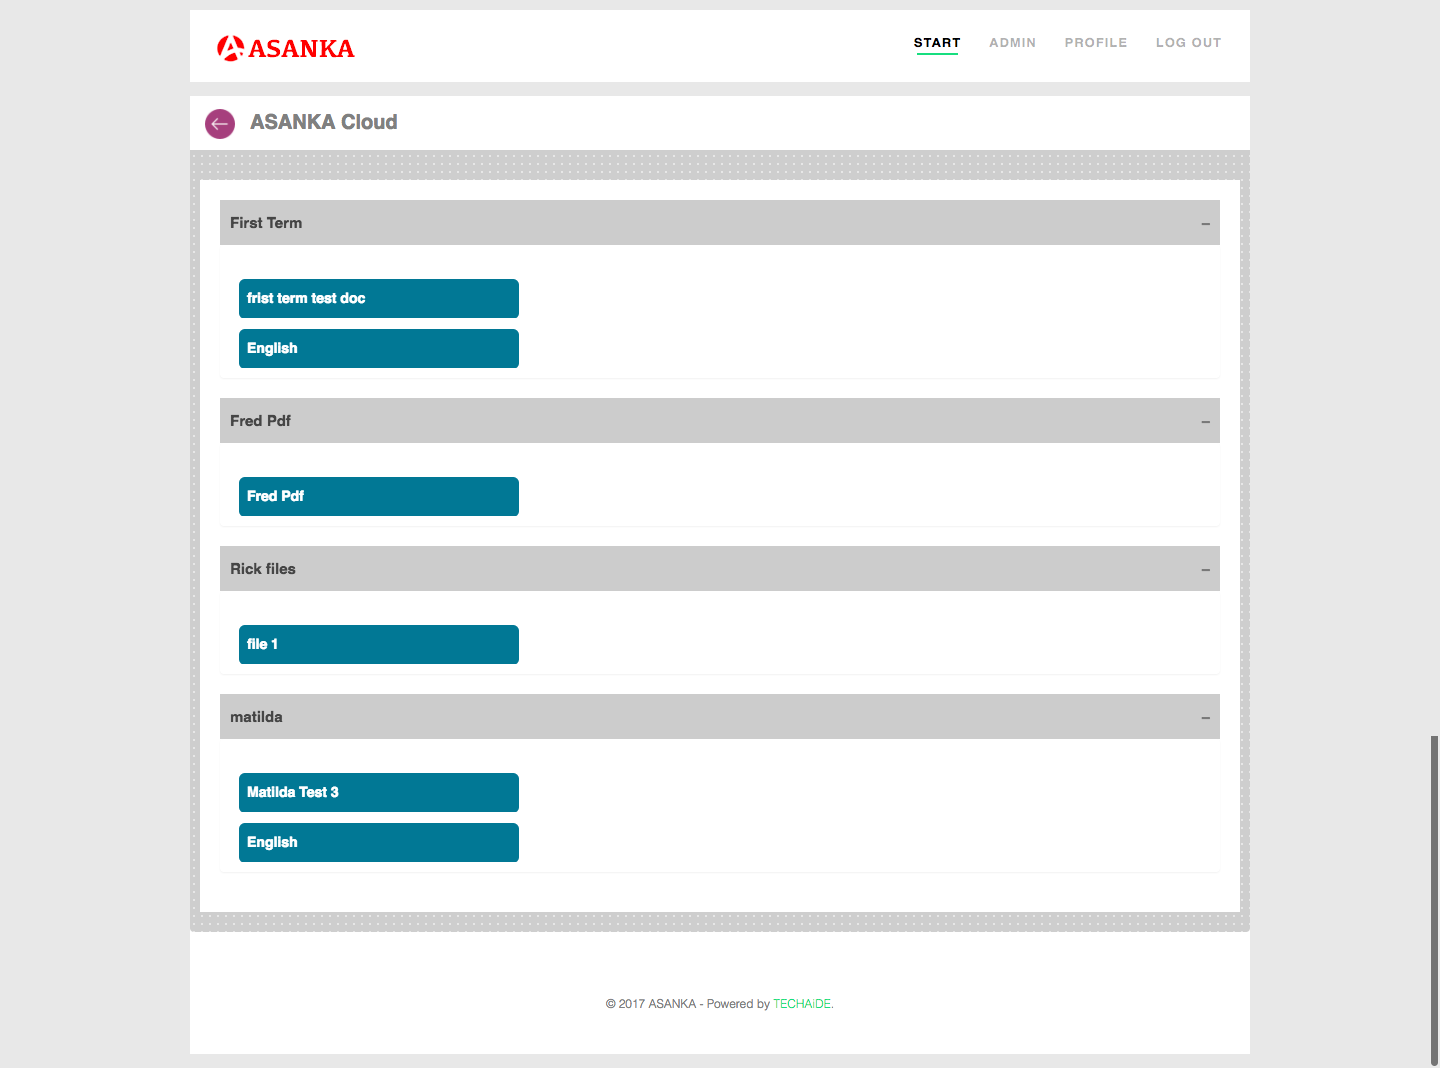 ASANKA
START ADMIN PROFILE LOG OUT
ASANKA Cloud
First Term –
frist term test doc
English
Fred Pdf –
Fred Pdf
Rick files –
file 1
matilda –
Matilda Test 3
English
© 2017 ASANKA - Powered by TECHAiDE.